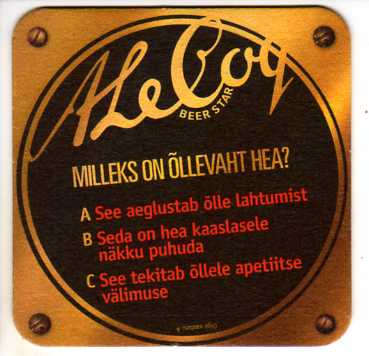 A Le Coq
BEER STAR
MILLEKS ON ÕLLEVAHT HEA?
A See aeglustab õlle lahtumist
B Seda on hea kaaslasele
näkku puhuda
C See tekitab õllele apetiitse
välimuse